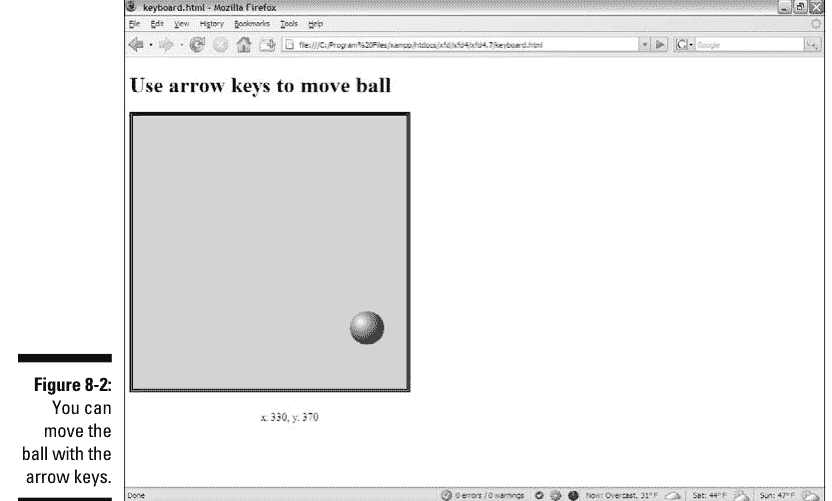 keyboard.html - Mozilla Firefox
File Edit View History Bookmarks Tools Help
file:///C:/Program%20Files/xampp/htdocs/xfd/xfd4/xfd4.7/keyboard.html
Google
Use arrow keys to move ball
x: 330, y: 370
Figure 8-2:
You can
move the
ball with the
arrow keys.
Done 0 errors / 0 warnings Now: Overcast, 31°F Sat: 44°F Sun: 47°F